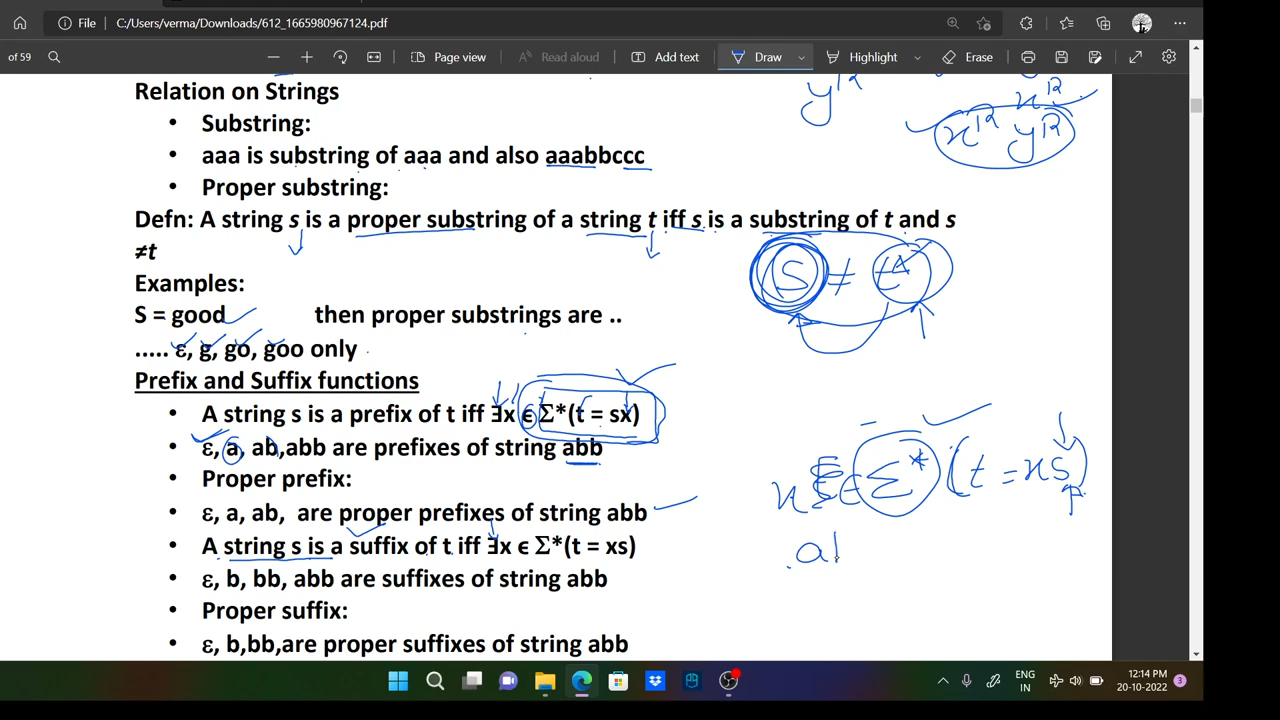 File C:/Users/verma/Downloads/612_1665980967124.pdf
of 59 Page view Read aloud Add text Draw Highlight Erase
Relation on Strings
• Substring:
• aaa is substring of aaa and also aaabbccc
• Proper substring:
Defn: A string s is a proper substring of a string t iff s is a substring of t and s
≠t
Examples:
S = good then proper substrings are ..
..... ε, g, go, goo only
Prefix and Suffix functions
• A string s is a prefix of t iff ∃x ϵ Σ*(t = sx)
• ε, a, ab,abb are prefixes of string abb
• Proper prefix:
• ε, a, ab, are proper prefixes of string abb
• A string s is a suffix of t iff ∃x ϵ Σ*(t = xs)
• ε, b, bb, abb are suffixes of string abb
• Proper suffix:
• ε, b,bb,are proper suffixes of string abb
y^R
x^R
x^R y^R
S ≠ t
Σ* (t = xs)
ENG
IN
12:14 PM
20-10-2022
3